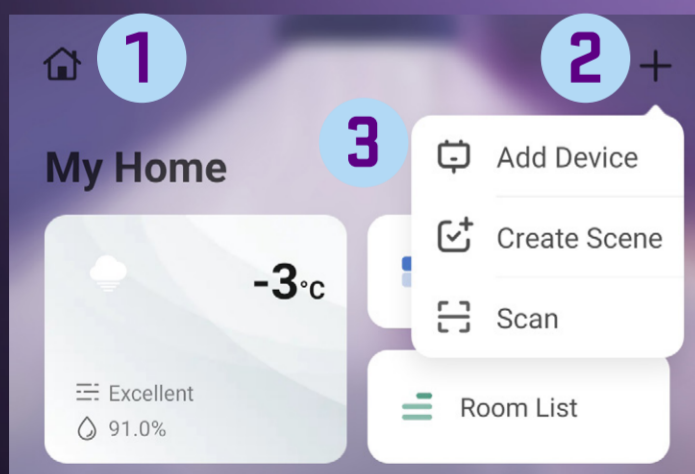 1
2
3
My Home
Add Device
Create Scene
Scan
-3°C
Excellent
91.0%
Room List